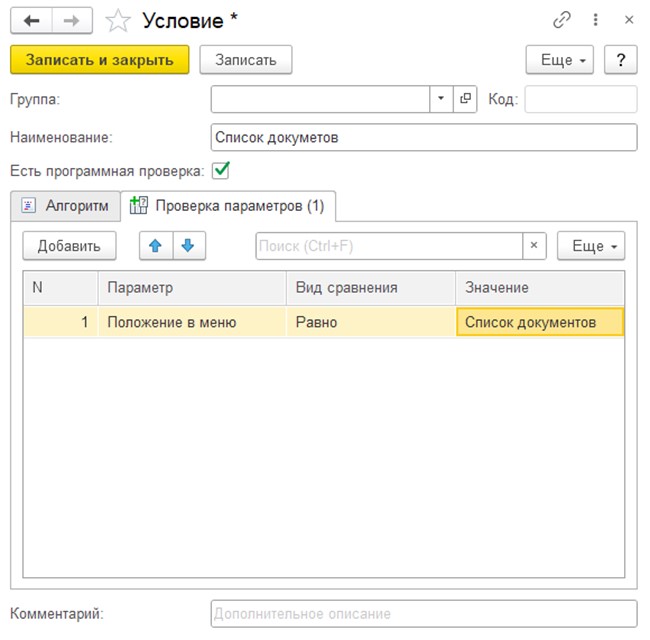 Условие *
Записать и закрыть Записать Еще ?
Группа: Код:
Наименование: Список докуметов
Есть программная проверка:
Алгоритм Проверка параметров (1)
Добавить Поиск (Ctrl+F) × Еще
N Параметр Вид сравнения Значение
1 Положение в меню Равно Список документов
Комментарий: Дополнительное описание